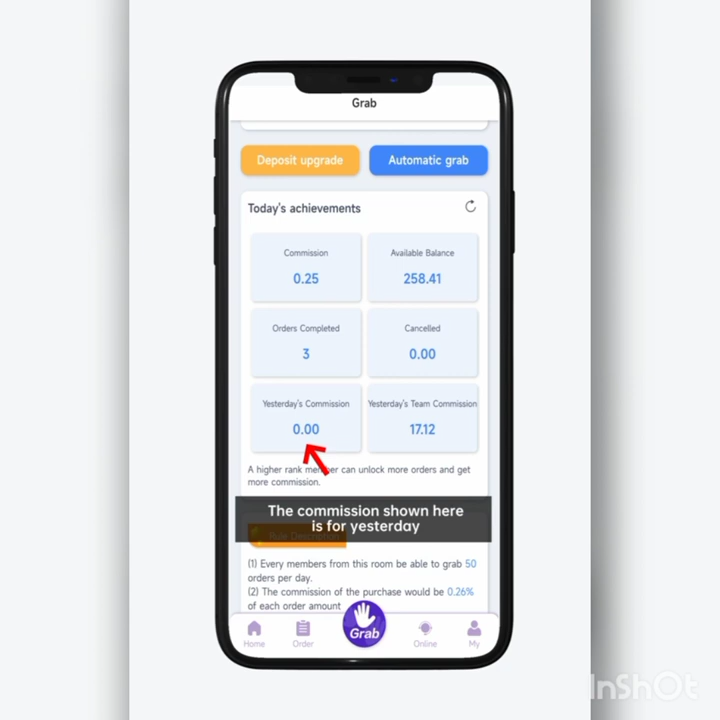 Grab
Deposit upgrade
Automatic grab
Today's achievements
Commission
Available Balance
0.25
258.41
Orders Completed
Cancelled
3
0.00
Yesterday's Commission
Yesterday's Team Commission
0.00
17.12
A higher rank member can unlock more orders and get
more commission.
The commission shown here
is for yesterday
Rule Description
(1) Every members from this room be able to grab 50
orders per day.
(2) The commission of the purchase would be 0.26%
of each order amount
Grab
Home
Order
Online
My
InShOt